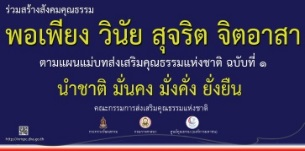 ร่วมสร้างสังคมคุณธรรม
พอเพียง วินัย สุจริต จิตอาสา
ตามแผนแม่บทส่งเสริมคุณธรรมแห่งชาติ ฉบับที่ ๑
นำชาติ มั่นคง มั่งคั่ง ยั่งยืน
คณะกรรมการส่งเสริมคุณธรรมแห่งชาติ